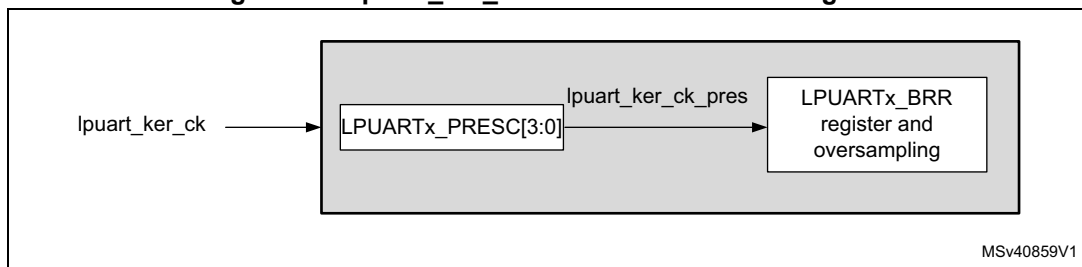 lpuart_ker_ck
LPUARTx_PRESC[3:0]
lpuart_ker_ck_pres
LPUARTx_BRR
register and
oversampling
MSv40859V1